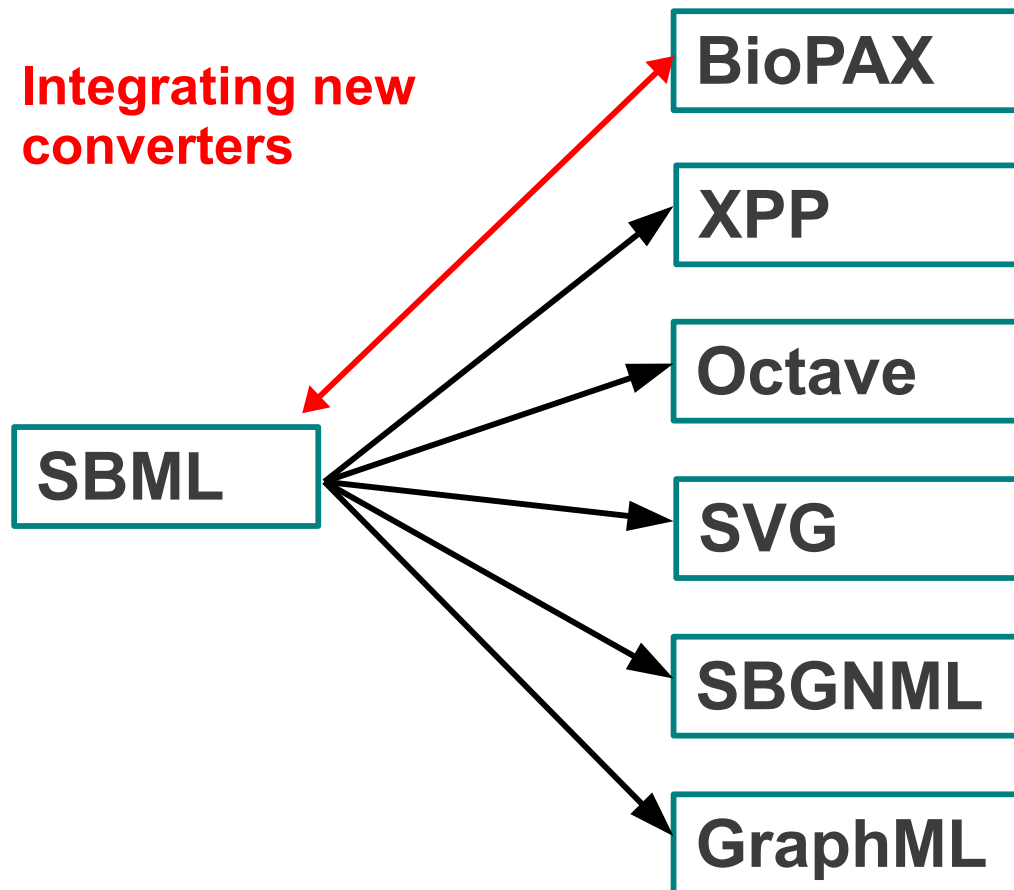 Integrating new
converters
BioPAX
XPP
Octave
SBML
SVG
SBGNML
GraphML